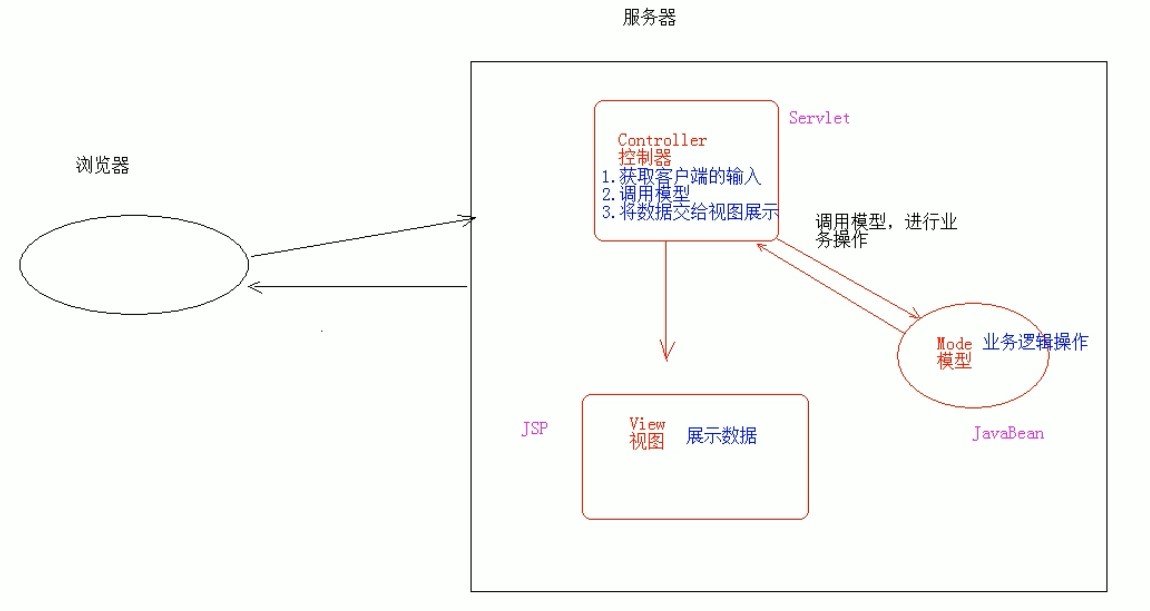 服务器
浏览器
Servlet
Controller
控制器
1.获取客户端的输入
2.调用模型
3.将数据交给视图展示
调用模型，进行业
务操作
Mode 业务逻辑操作
模型
JavaBean
JSP
View
视图 展示数据